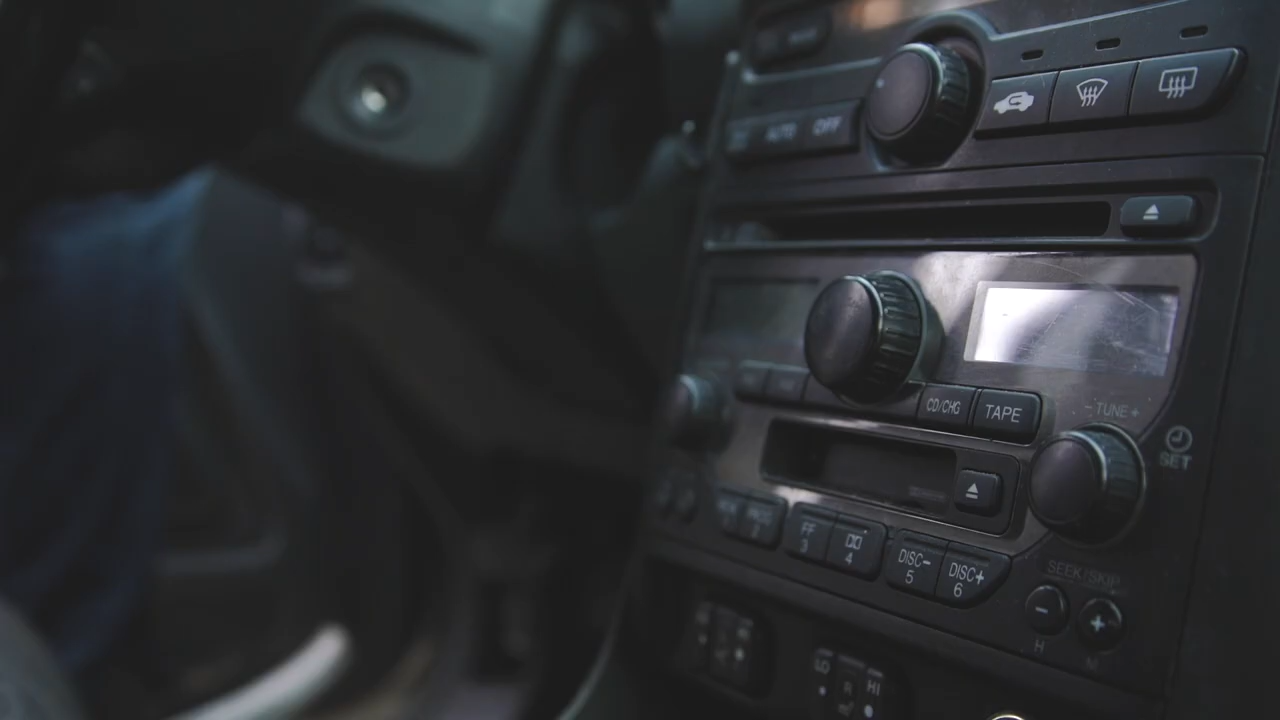 AUTO OFF
CD/CHG TAPE
- TUNE +
SET
FF
3
4
DISC-
5
DISC+
6
SEEK/SKIP
- +
H M
LO
R
HI